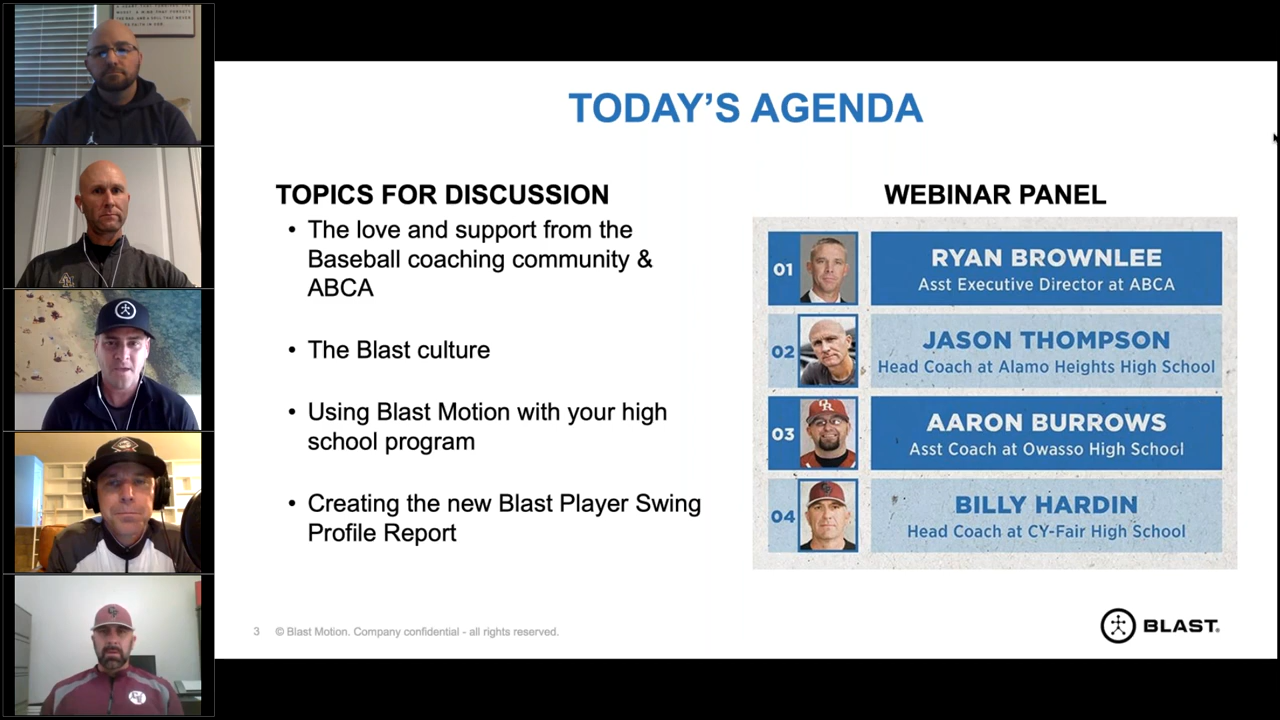 TODAY'S AGENDA
TOPICS FOR DISCUSSION
• The love and support from the
Baseball coaching community &
ABCA
• The Blast culture
• Using Blast Motion with your high
school program
• Creating the new Blast Player Swing
Profile Report
WEBINAR PANEL
01
RYAN BROWNLEE
Asst Executive Director at ABCA
02
JASON THOMPSON
Head Coach at Alamo Heights High School
03
AARON BURROWS
Asst Coach at Owasso High School
04
BILLY HARDIN
Head Coach at CY-Fair High School
3 © Blast Motion. Company confidential - all rights reserved.
BLAST.